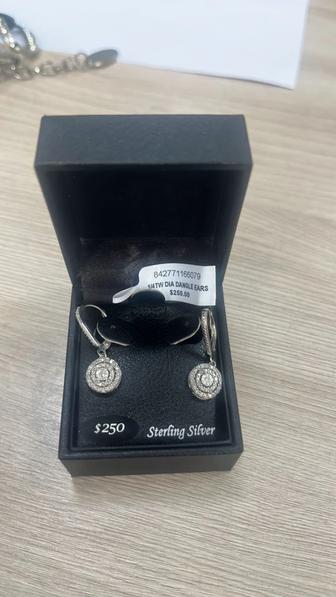 842771166079
1/4TW DIA DANGLE EARS
$250.00
$250
Sterling Silver